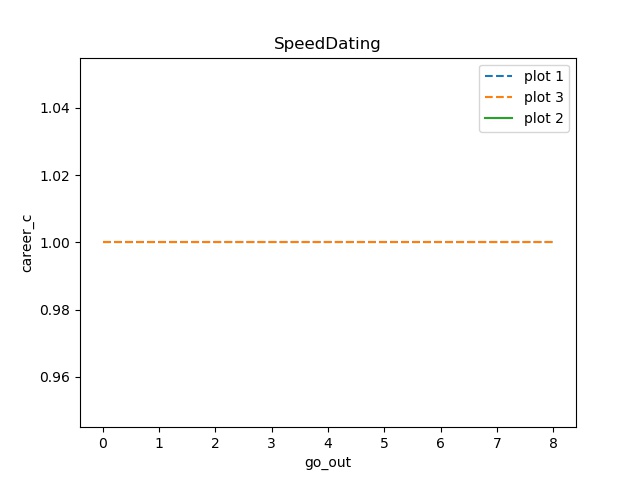 SpeedDating
plot 1
plot 3
plot 2
1.04
1.02
1.00
0.98
0.96
career_c
0 1 2 3 4 5 6 7 8
go_out